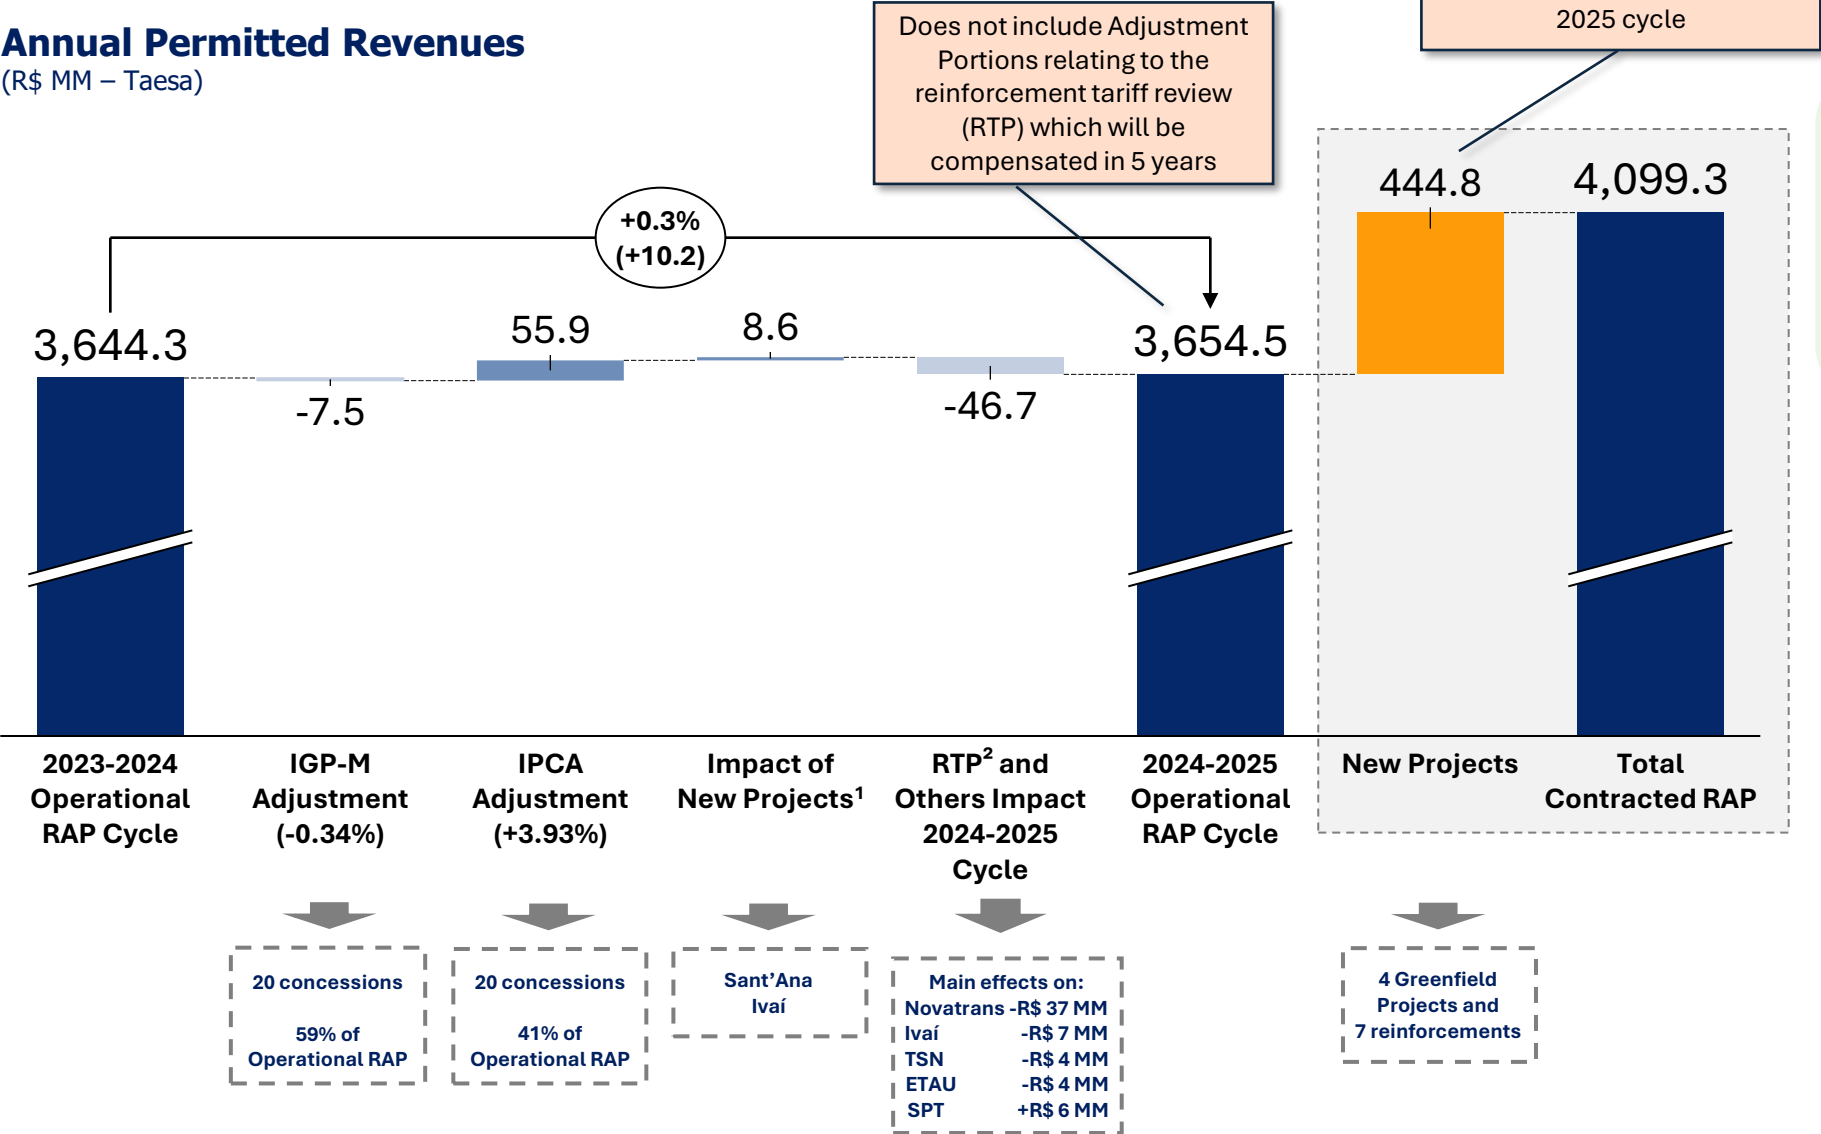 Annual Permitted Revenues
(R$ MM – Taesa)
Does not include Adjustment
Portions relating to the
reinforcement tariff review
(RTP) which will be
compensated in 5 years
2025 cycle
+0.3%
(+10.2)
3,644.3
-7.5
55.9
8.6
-46.7
3,654.5
444.8
4,099.3
2023-2024
Operational
RAP Cycle
IGP-M
Adjustment
(-0.34%)
IPCA
Adjustment
(+3.93%)
Impact of
New Projects¹
RTP² and
Others Impact
2024-2025
Cycle
2024-2025
Operational
RAP Cycle
New Projects
Total
Contracted RAP
20 concessions
59% of
Operational RAP
20 concessions
41% of
Operational RAP
Sant’Ana
Ivaí
Main effects on:
Novatrans -R$ 37 MM
Ivaí -R$ 7 MM
TSN -R$ 4 MM
ETAU -R$ 4 MM
SPT +R$ 6 MM
4 Greenfield
Projects and
7 reinforcements